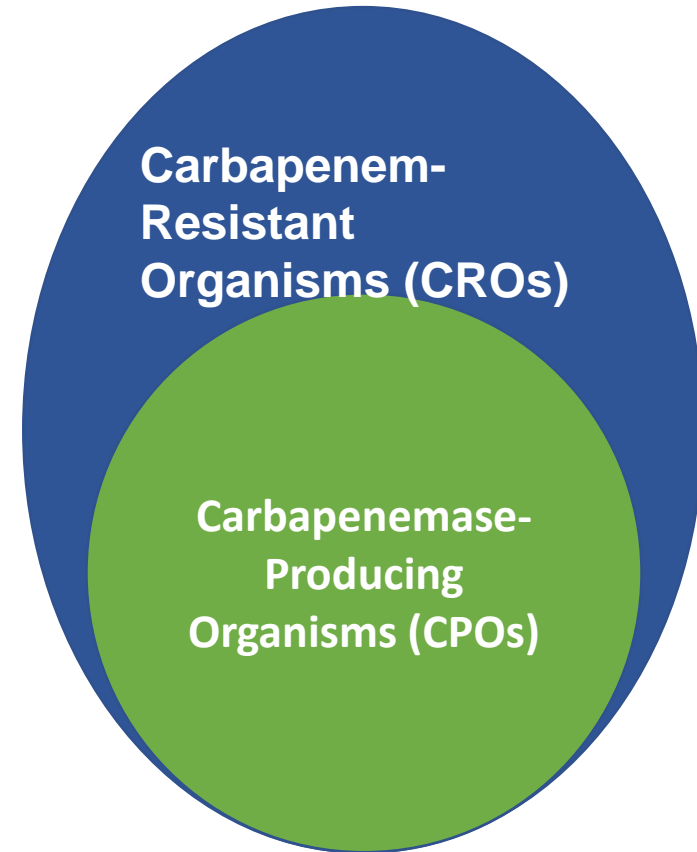 Carbapenem-
Resistant
Organisms (CROs)
Carbapenemase-
Producing
Organisms (CPOs)